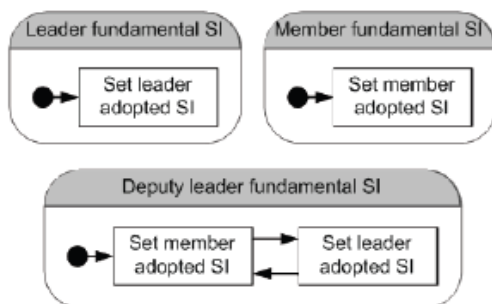 Leader fundamental SI
Set leader
adopted SI
Member fundamental SI
Set member
adopted SI
Deputy leader fundamental SI
Set member
adopted SI
Set leader
adopted SI